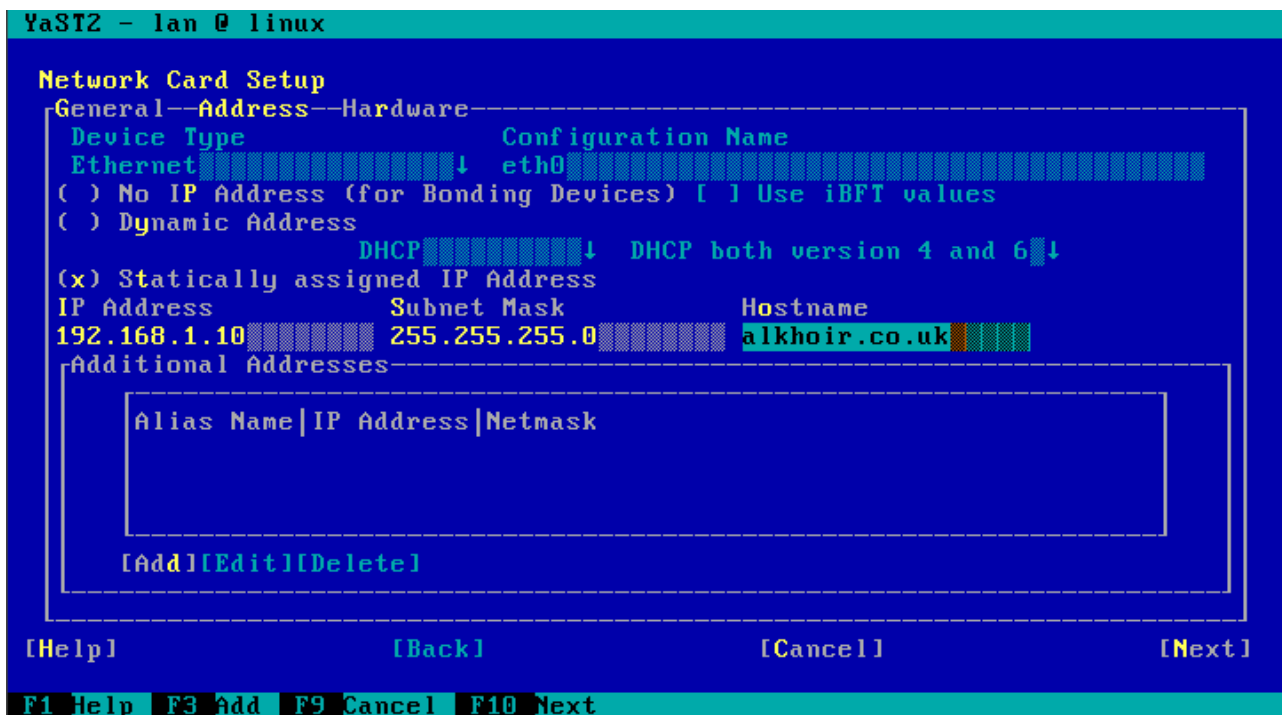 YaST2 - lan @ linux
Network Card Setup
General--Address--Hardware
Device Type Configuration Name
Ethernet↓ eth0
( ) No IP Address (for Bonding Devices) [ ] Use iBFT values
( ) Dynamic Address
DHCP↓ DHCP both version 4 and 6↓
(x) Statically assigned IP Address
IP Address Subnet Mask Hostname
192.168.1.10 255.255.255.0 alkhoir.co.uk
Additional Addresses
Alias Name|IP Address|Netmask
[Add][Edit][Delete]
[Help] [Back] [Cancel] [Next]
F1 Help F3 Add F9 Cancel F10 Next